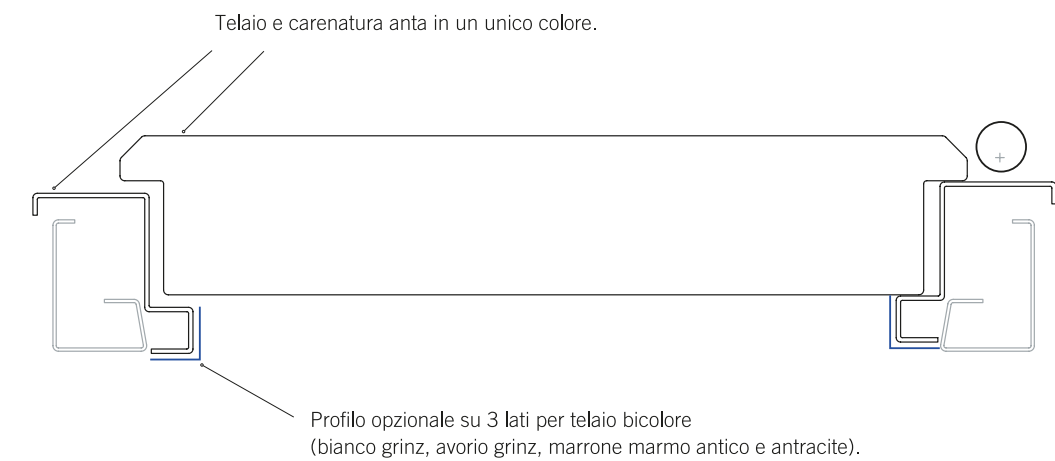 Telaio e carenatura anta in un unico colore.
Profilo opzionale su 3 lati per telaio bicolore
(bianco grinz, avorio grinz, marrone marmo antico e antracite).